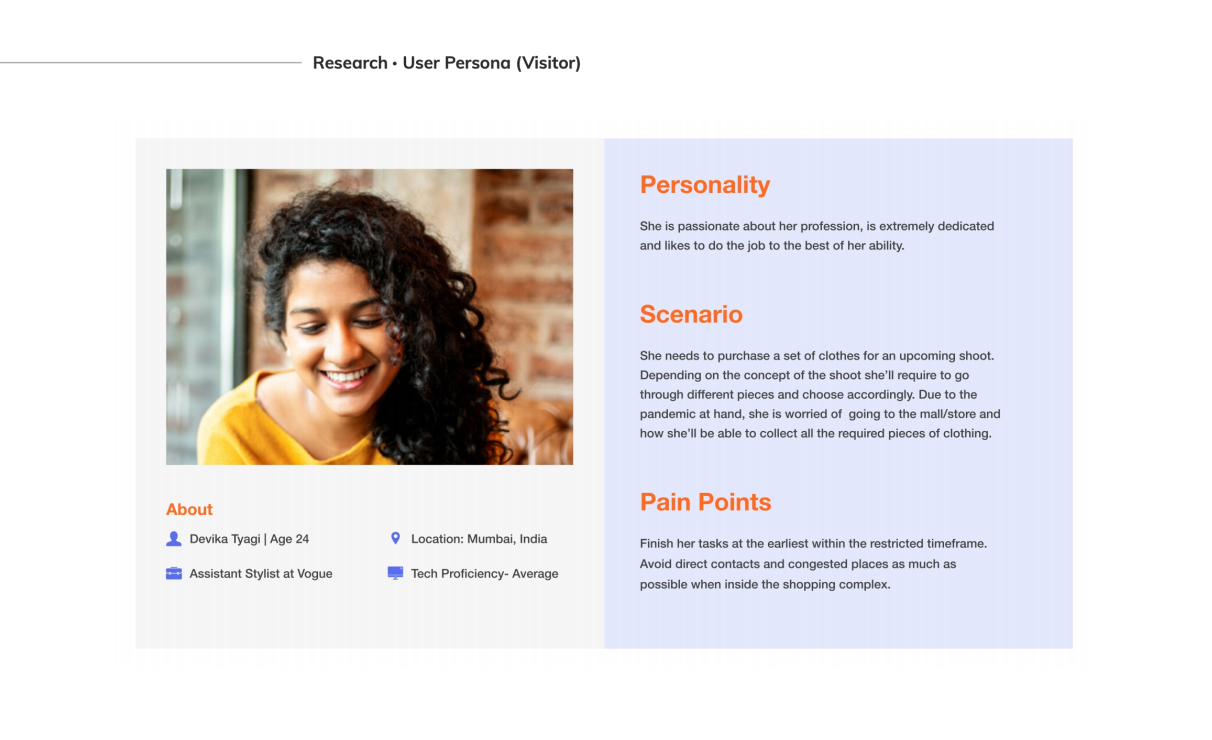 Research • User Persona (Visitor)
About
Devika Tyagi | Age 24
Location: Mumbai, India
Assistant Stylist at Vogue
Tech Proficiency- Average
Personality
She is passionate about her profession, is extremely dedicated
and likes to do the job to the best of her ability.
Scenario
She needs to purchase a set of clothes for an upcoming shoot.
Depending on the concept of the shoot she’ll require to go
through different pieces and choose accordingly. Due to the
pandemic at hand, she is worried of  going to the mall/store and
how she’ll be able to collect all the required pieces of clothing.
Pain Points
Finish her tasks at the earliest within the restricted timeframe.
Avoid direct contacts and congested places as much as
possible when inside the shopping complex.